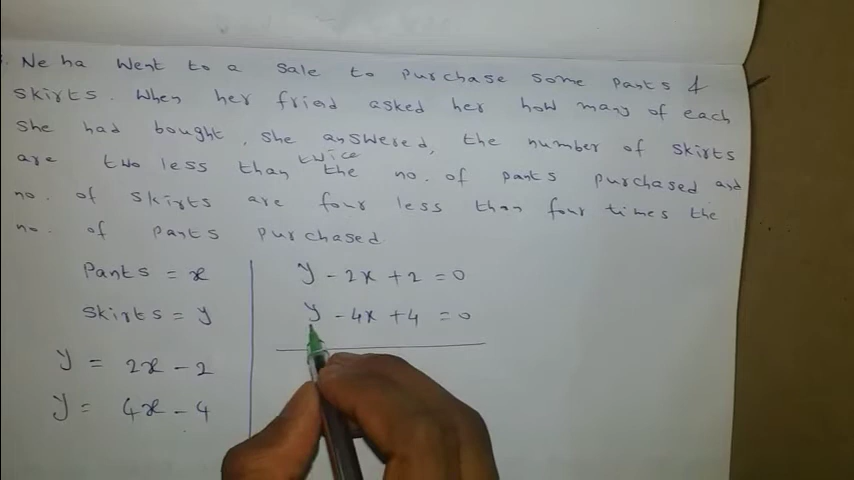 Neha went to a sale to purchase some pants &
skirts. When her friend asked her how many of each
she had bought, she answered, the number of skirts
are two less than twice the no. of pants purchased and
no. of skirts are four less than four times the
no. of pants purchased.
Pants = x
Skirts = y
y = 2x - 2
y = 4x - 4
y - 2x + 2 = 0
y - 4x + 4 = 0